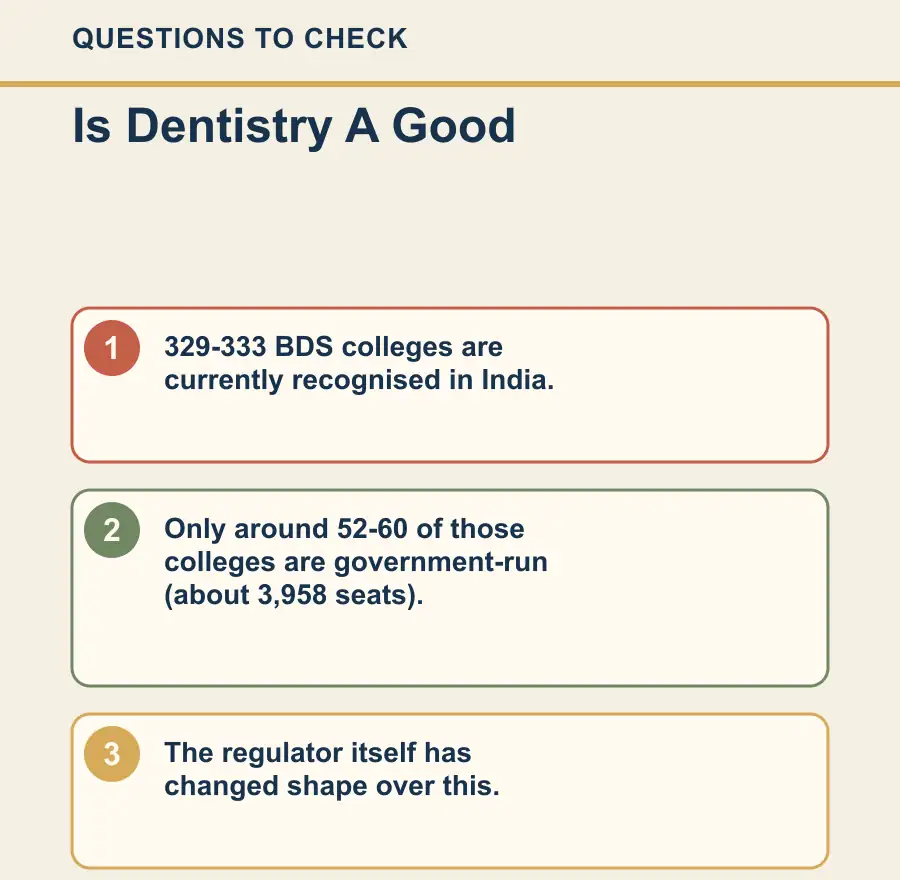 QUESTIONS TO CHECK
Is Dentistry A Good
1
329-333 BDS colleges are
currently recognised in India.
2
Only around 52-60 of those
colleges are government-run
(about 3,958 seats).
3
The regulator itself has
changed shape over this.